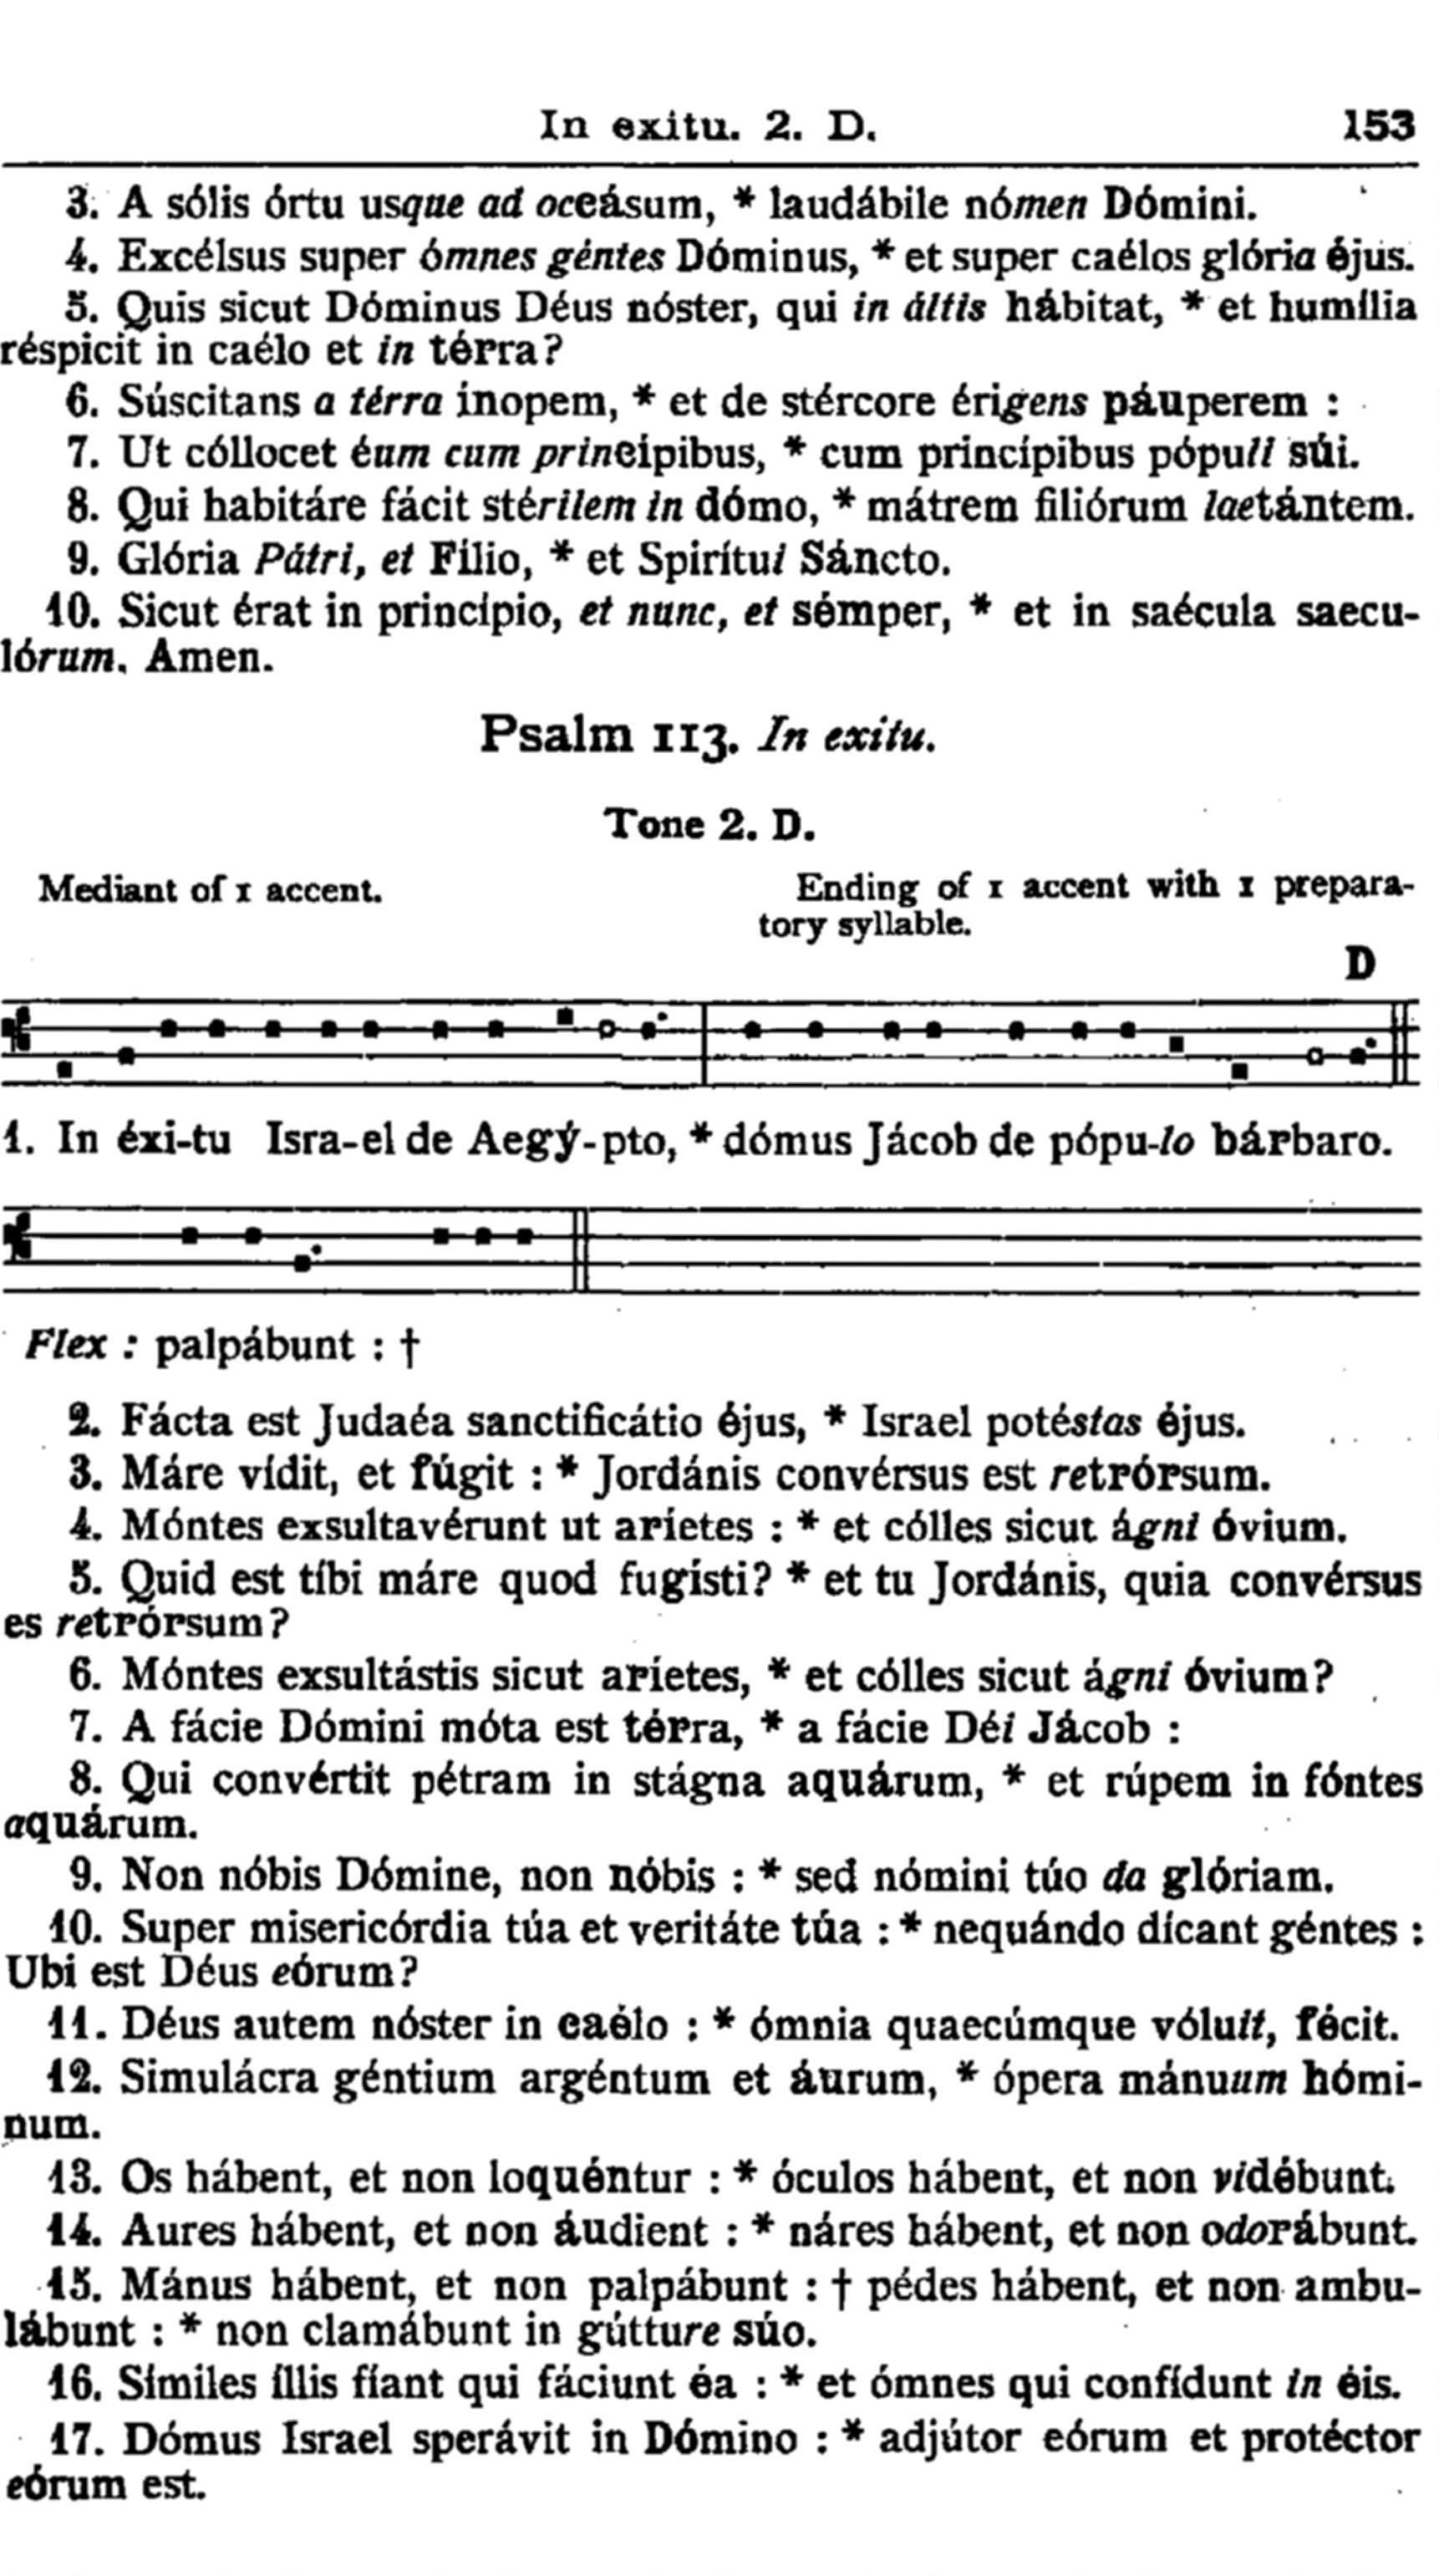 In exitu. 2. D. 153
3. A sólis órtu usque ad occásum, * laudábile nómen Dómini.
4. Excélsus super ómnes géntes Dóminus, * et super caélos glória éjus.
5. Quis sicut Dóminus Déus nóster, qui in áltis hábitat, * et humília
réspicit in caélo et in térra?
6. Súscitans a térra ínopem, * et de stércore érigens páuperem :
7. Ut cóllocet éum cum princípibus, * cum princípibus pópuli súi.
8. Qui habitáre fácit stérilem in dómo, * mátrem filiórum laetántem.
9. Glória Pátri, et Fílio, * et Spirítui Sáncto.
10. Sicut érat in princípio, et nunc, et sémper, * et in saécula saecu-
lórum. Amen.
Psalm 113. In exitu.
Tone 2. D.
Mediant of 1 accent. Ending of 1 accent with 1 prepara-
tory syllable.
D
1. In éxi-tu Isra-el de Aegý-pto, * dómus Jácob de pópu-lo bárbaro.
Flex : palpábunt : †
2. Fácta est Judaéa sanctificátio éjus, * Israel potéstas éjus.
3. Máre vídit, et fúgit : * Jordánis convérsus est retrórsum.
4. Móntes exsultavérunt ut aríetes : * et cólles sicut ágni óvium.
5. Quid est tíbi máre quod fugísti? * et tu Jordánis, quia convérsus
es retrórsum?
6. Móntes exsultástis sicut aríetes, * et cólles sicut ágni óvium?
7. A fácie Dómini móta est térra, * a fácie Déi Jácob :
8. Qui convértit pétram in stágna aquárum, * et rúpem in fóntes
aquárum.
9. Non nóbis Dómine, non nóbis : * sed nómini túo da glóriam.
10. Super misericórdia túa et veritáte túa : * nequándo dícant géntes :
Ubi est Déus eórum?
11. Déus autem nóster in caélo : * ómnia quaecúmque vóluit, fécit.
12. Simulácra géntium argéntum et áurum, * ópera mánuum hómi-
num.
13. Os hábent, et non loquéntur : * óculos hábent, et non vidébunt.
14. Aures hábent, et non áudient : * náres hábent, et non odorábunt.
15. Mánus hábent, et non palpábunt : † pédes hábent, et non ambu-
lábunt : * non clamábunt in gútture súo.
16. Símiles íllis fíant qui fáciunt éa : * et ómnes qui confídunt in éis.
17. Dómus Israel sperávit in Dómino : * adjútor eórum et protéctor
eórum est.